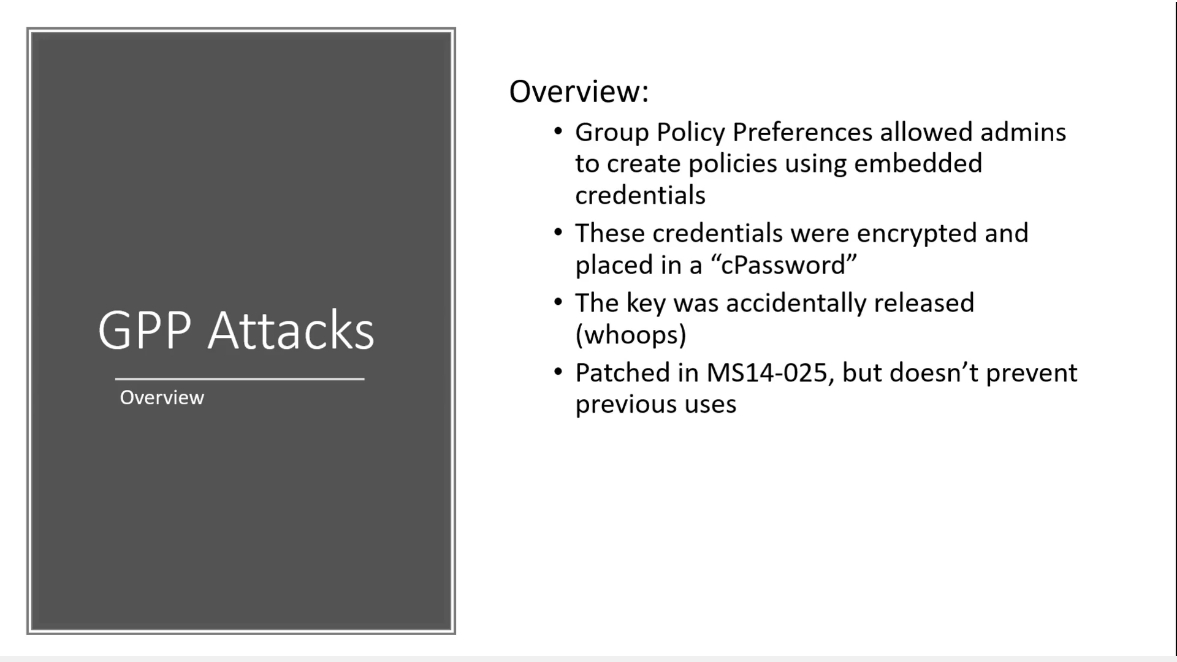 GPP Attacks
Overview
Overview:
• Group Policy Preferences allowed admins
to create policies using embedded
credentials
• These credentials were encrypted and
placed in a “cPassword”
• The key was accidentally released
(whoops)
• Patched in MS14-025, but doesn’t prevent
previous uses